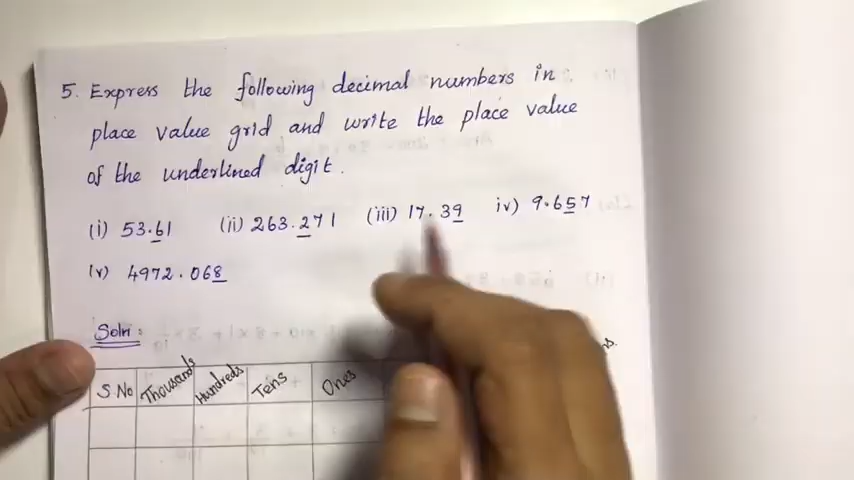 5. Express the following decimal numbers in
place value grid and write the place value
of the underlined digit.
(i) 53.61 (ii) 263.271 (iii) 17.39 iv) 9.657
(v) 4972.068
Soln:
S.No Thousands Hundreds Tens Ones